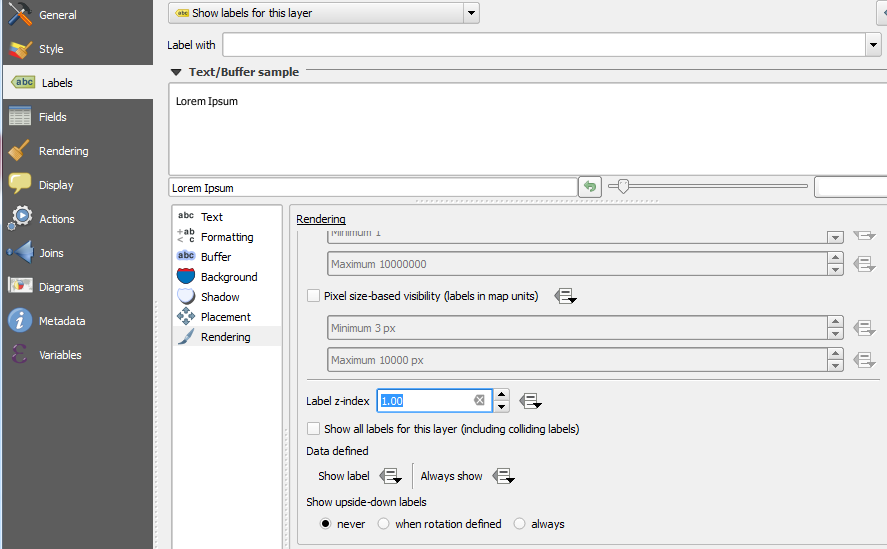 General
Style
Labels
Fields
Rendering
Display
Actions
Joins
Diagrams
Metadata
Variables
abc Show labels for this layer
Label with
Text/Buffer sample
Lorem Ipsum
Lorem Ipsum
abc Text
+ab < c Formatting
abc Buffer
Background
Shadow
Placement
Rendering
Rendering
Minimum 1
Maximum 10000000
Pixel size-based visibility (labels in map units)
Minimum 3 px
Maximum 10000 px
Label z-index 1.00
Show all labels for this layer (including colliding labels)
Data defined
Show label Always show
Show upside-down labels
never when rotation defined always